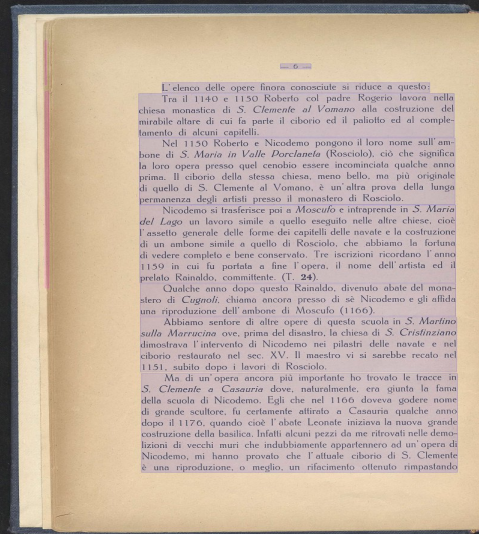 — 6 —
L'elenco delle opere finora conosciute si riduce a questo:
Tra il 1140 e 1150 Roberto col padre Rogerio lavora nella
chiesa monastica di S. Clemente al Vomano alla costruzione del
mirabile altare di cui fa parte il ciborio ed il paliotto ed al comple-
tamento di alcuni capitelli.
Nel 1150 Roberto e Nicodemo pongono il loro nome sull'am-
bone di S. Maria in Valle Porclaneta (Rosciolo), ciò che significa
la loro opera presso quel cenobio essere incominciata qualche anno
prima. Il ciborio della stessa chiesa, meno bello, ma più originale
di quello di S. Clemente al Vomano, è un'altra prova della lunga
permanenza degli artisti presso il monastero di Rosciolo.
Nicodemo si trasferisce poi a Moscufo e intraprende in S. Maria
del Lago un lavoro simile a quello eseguito nelle altre chiese, cioè
l'assetto generale delle forme dei capitelli delle navate e la costruzione
di un ambone simile a quello di Rosciolo, che abbiamo la fortuna
di vedere completo e bene conservato. Tre iscrizioni ricordano l'anno
1159 in cui fu portata a fine l'opera, il nome dell'artista ed il
prelato Rainaldo, committente. (T. 24).
Qualche anno dopo questo Rainaldo, divenuto abate del mona-
stero di Cugnoli, chiama ancora presso di sè Nicodemo e gli affida
una riproduzione dell'ambone di Moscufo (1166).
Abbiamo sentore di altre opere di questa scuola in S. Martino
sulla Marrucina ove, prima del disastro, la chiesa di S. Cristinziano
dimostrava l'intervento di Nicodemo nei pilastri delle navate e nel
ciborio restaurato nel sec. XV. Il maestro vi si sarebbe recato nel
1151, subito dopo i lavori di Rosciolo.
Ma di un'opera ancora più importante ho trovato le tracce in
S. Clemente a Casauria dove, naturalmente, era giunta la fama
della scuola di Nicodemo. Egli che nel 1166 doveva godere nome
di grande scultore, fu certamente attirato a Casauria qualche anno
dopo il 1176, quando cioè l'abate Leonate iniziava la nuova grande
costruzione della basilica. Infatti alcuni pezzi da me ritrovati nelle demo-
lizioni di vecchi muri che indubbiamente appartennero ad un'opera di
Nicodemo, mi hanno provato che l'attuale ciborio di S. Clemente
è una riproduzione, o meglio, un rifacimento ottenuto rimpastando